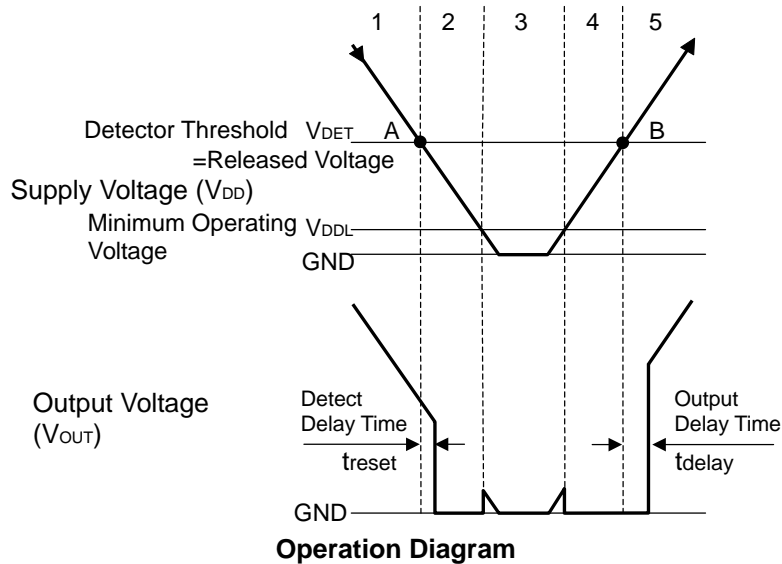 1 2 3 4 5
Detector Threshold VDET A B
=Released Voltage
Supply Voltage (VDD)
Minimum Operating VDDL
Voltage
GND
Output Voltage
(VOUT)
Detect
Delay Time
treset
Output
Delay Time
tdelay
GND
Operation Diagram